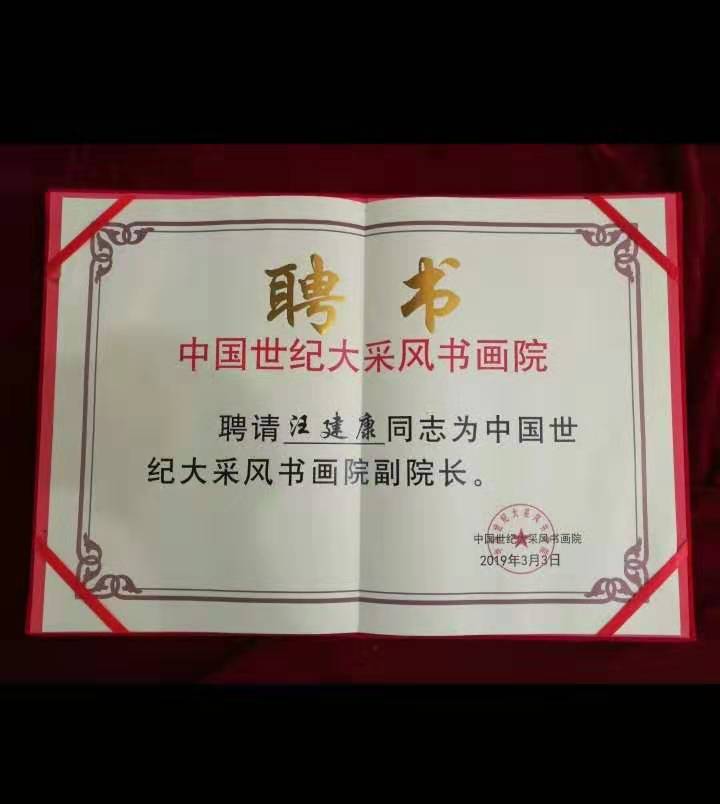 聘书
中国世纪大采风书画院
聘请汪建康同志为中国世
纪大采风书画院副院长。
中国世纪大采风书画院
2019年3月3日